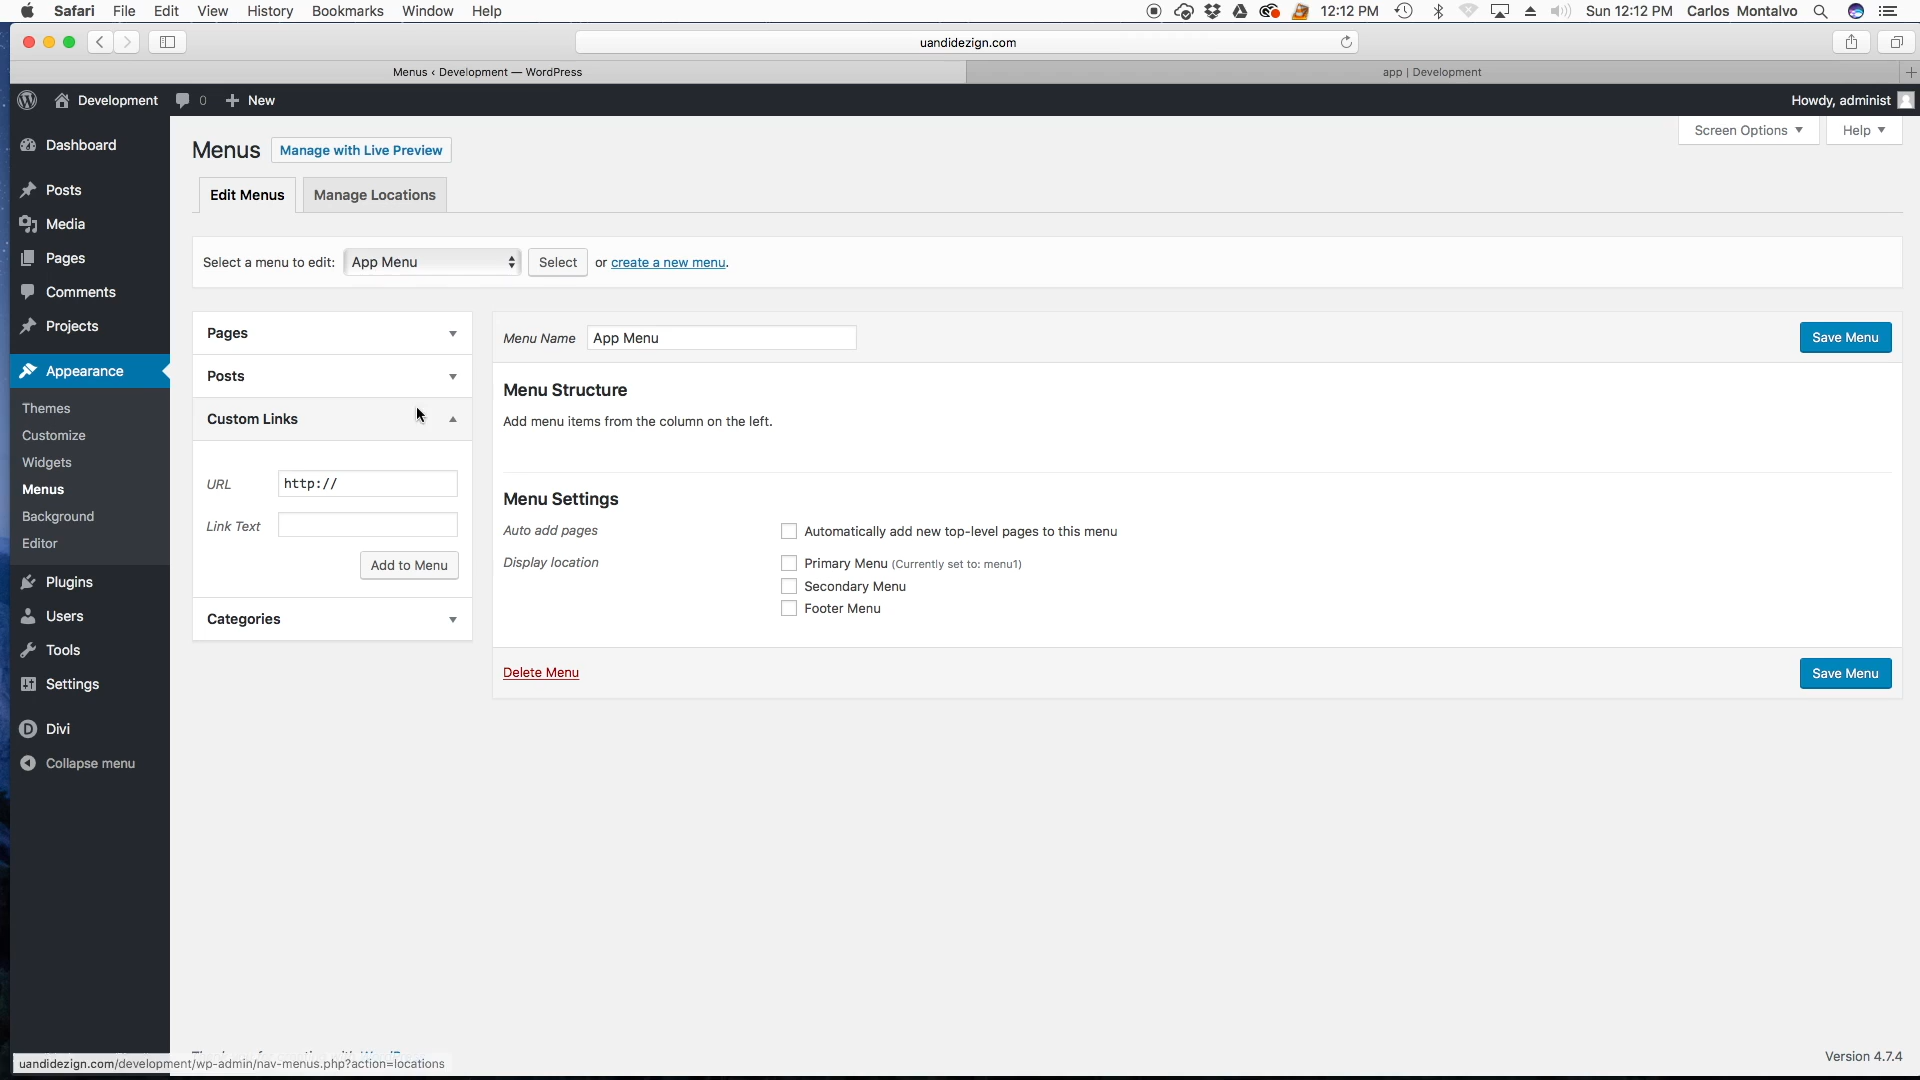 Safari File Edit View History Bookmarks Window Help 12:12 PM Sun 12:12 PM Carlos Montalvo
uandidezign.com
Menus ‹ Development — WordPress
app | Development
Development 0 New
Howdy, administ
Dashboard
Posts
Media
Pages
Comments
Projects
Appearance
Themes
Customize
Widgets
Menus
Background
Editor
Plugins
Users
Tools
Settings
Divi
Collapse menu
Screen Options Help
Menus Manage with Live Preview
Edit Menus Manage Locations
Select a menu to edit: App Menu Select or create a new menu.
Pages
Posts
Custom Links
URL http://
Link Text
Add to Menu
Categories
Menu Name App Menu Save Menu
Menu Structure
Add menu items from the column on the left.
Menu Settings
Auto add pages Automatically add new top-level pages to this menu
Display location Primary Menu (Currently set to: menu1)
Secondary Menu
Footer Menu
Delete Menu Save Menu
Version 4.7.4
uandidezign.com/development/wp-admin/nav-menus.php?action=locations